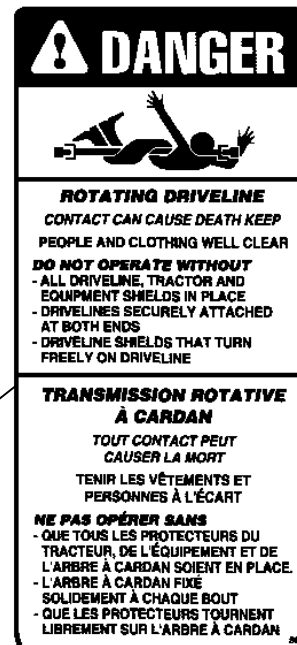 DANGER
ROTATING DRIVELINE
CONTACT CAN CAUSE DEATH KEEP
PEOPLE AND CLOTHING WELL CLEAR
DO NOT OPERATE WITHOUT
- ALL DRIVELINE, TRACTOR AND
EQUIPMENT SHIELDS IN PLACE
- DRIVELINES SECURELY ATTACHED
AT BOTH ENDS
- DRIVELINE SHIELDS THAT TURN
FREELY ON DRIVELINE
TRANSMISSION ROTATIVE
À CARDAN
TOUT CONTACT PEUT
CAUSER LA MORT
TENIR LES VÊTEMENTS ET
PERSONNES À L'ÉCART
NE PAS OPÉRER SANS
- QUE TOUS LES PROTECTEURS DU
TRACTEUR, DE L'ÉQUIPEMENT ET DE
L'ARBRE À CARDAN SOIENT EN PLACE.
- L'ARBRE À CARDAN FIXÉ
SOLIDEMENT À CHAQUE BOUT
- QUE LES PROTECTEURS TOURNENT
LIBREMENT SUR L'ARBRE À CARDAN